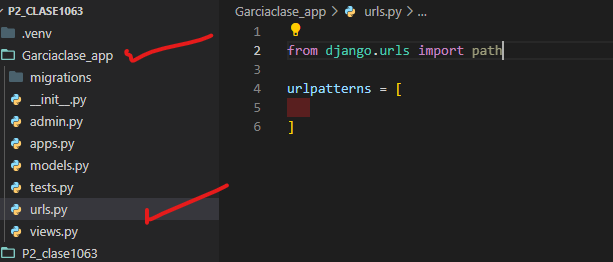 P2_CLASE1063
.venv
Garciaclase_app
migrations
__init__.py
admin.py
apps.py
models.py
tests.py
urls.py
views.py
P2_clase1063
Garciaclase_app > urls.py > ...
1
2 from django.urls import path
3
4 urlpatterns = [
5
6 ]